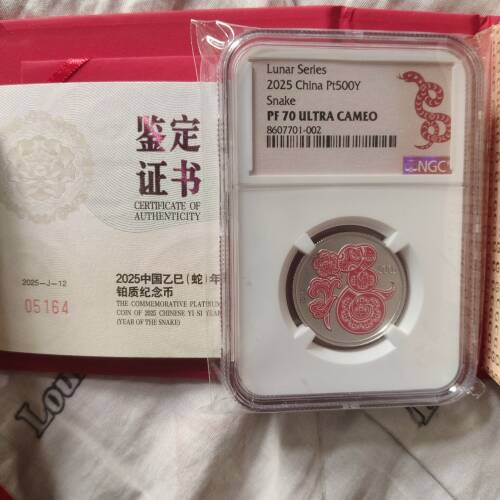 鉴定
证书
CERTIFICATE OF
AUTHENTICITY
2025-J-12
05164
2025中国乙巳(蛇)年
铂质纪念币
THE COMMEMORATIVE PLATINUM
COIN OF 2025 CHINESE YI SI YEAR
(YEAR OF THE SNAKE)
Lunar Series
2025 China Pt500Y
Snake
PF 70 ULTRA CAMEO
8607701-002
NGC